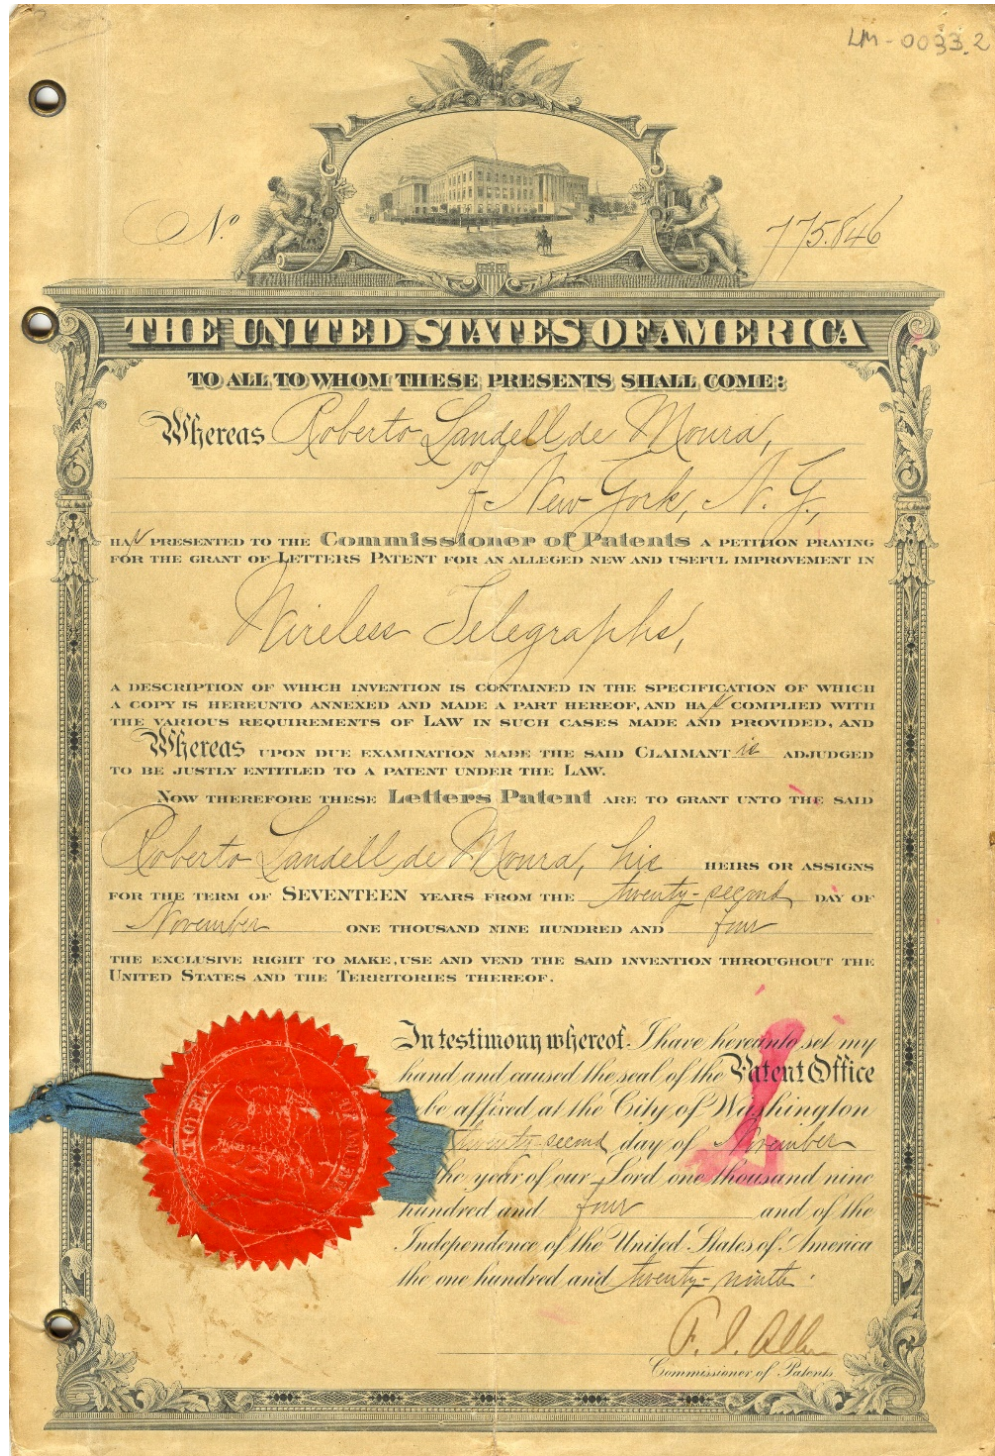 LM-0033.2
No. 775.846
THE UNITED STATES OF AMERICA
TO ALL TO WHOM THESE PRESENTS SHALL COME:
Whereas Roberto Landell de Moura,
of New York, N. Y.,
HAS PRESENTED TO THE Commissioner of Patents A PETITION PRAYING
FOR THE GRANT OF LETTERS PATENT FOR AN ALLEGED NEW AND USEFUL IMPROVEMENT IN
Wireless Telegraphs,
A DESCRIPTION OF WHICH INVENTION IS CONTAINED IN THE SPECIFICATION OF WHICH
A COPY IS HEREUNTO ANNEXED AND MADE A PART HEREOF, AND HAS COMPLIED WITH
THE VARIOUS REQUIREMENTS OF LAW IN SUCH CASES MADE AND PROVIDED, AND
Whereas UPON DUE EXAMINATION MADE THE SAID CLAIMANT is ADJUDGED
TO BE JUSTLY ENTITLED TO A PATENT UNDER THE LAW.
NOW THEREFORE THESE Letters Patent ARE TO GRANT UNTO THE SAID
Roberto Landell de Moura, his HEIRS OR ASSIGNS
FOR THE TERM OF SEVENTEEN YEARS FROM THE twenty-second DAY OF
November ONE THOUSAND NINE HUNDRED AND four
THE EXCLUSIVE RIGHT TO MAKE, USE AND VEND THE SAID INVENTION THROUGHOUT THE
UNITED STATES AND THE TERRITORIES THEREOF.
In testimony whereof I have hereunto set my
hand and caused the seal of the Patent Office
be affixed at the City of Washington
twenty-second day of November
the year of our Lord one thousand nine
hundred and four and of the
Independence of the United States of America
the one hundred and twenty-ninth.
F. I. Allen
Commissioner of Patents